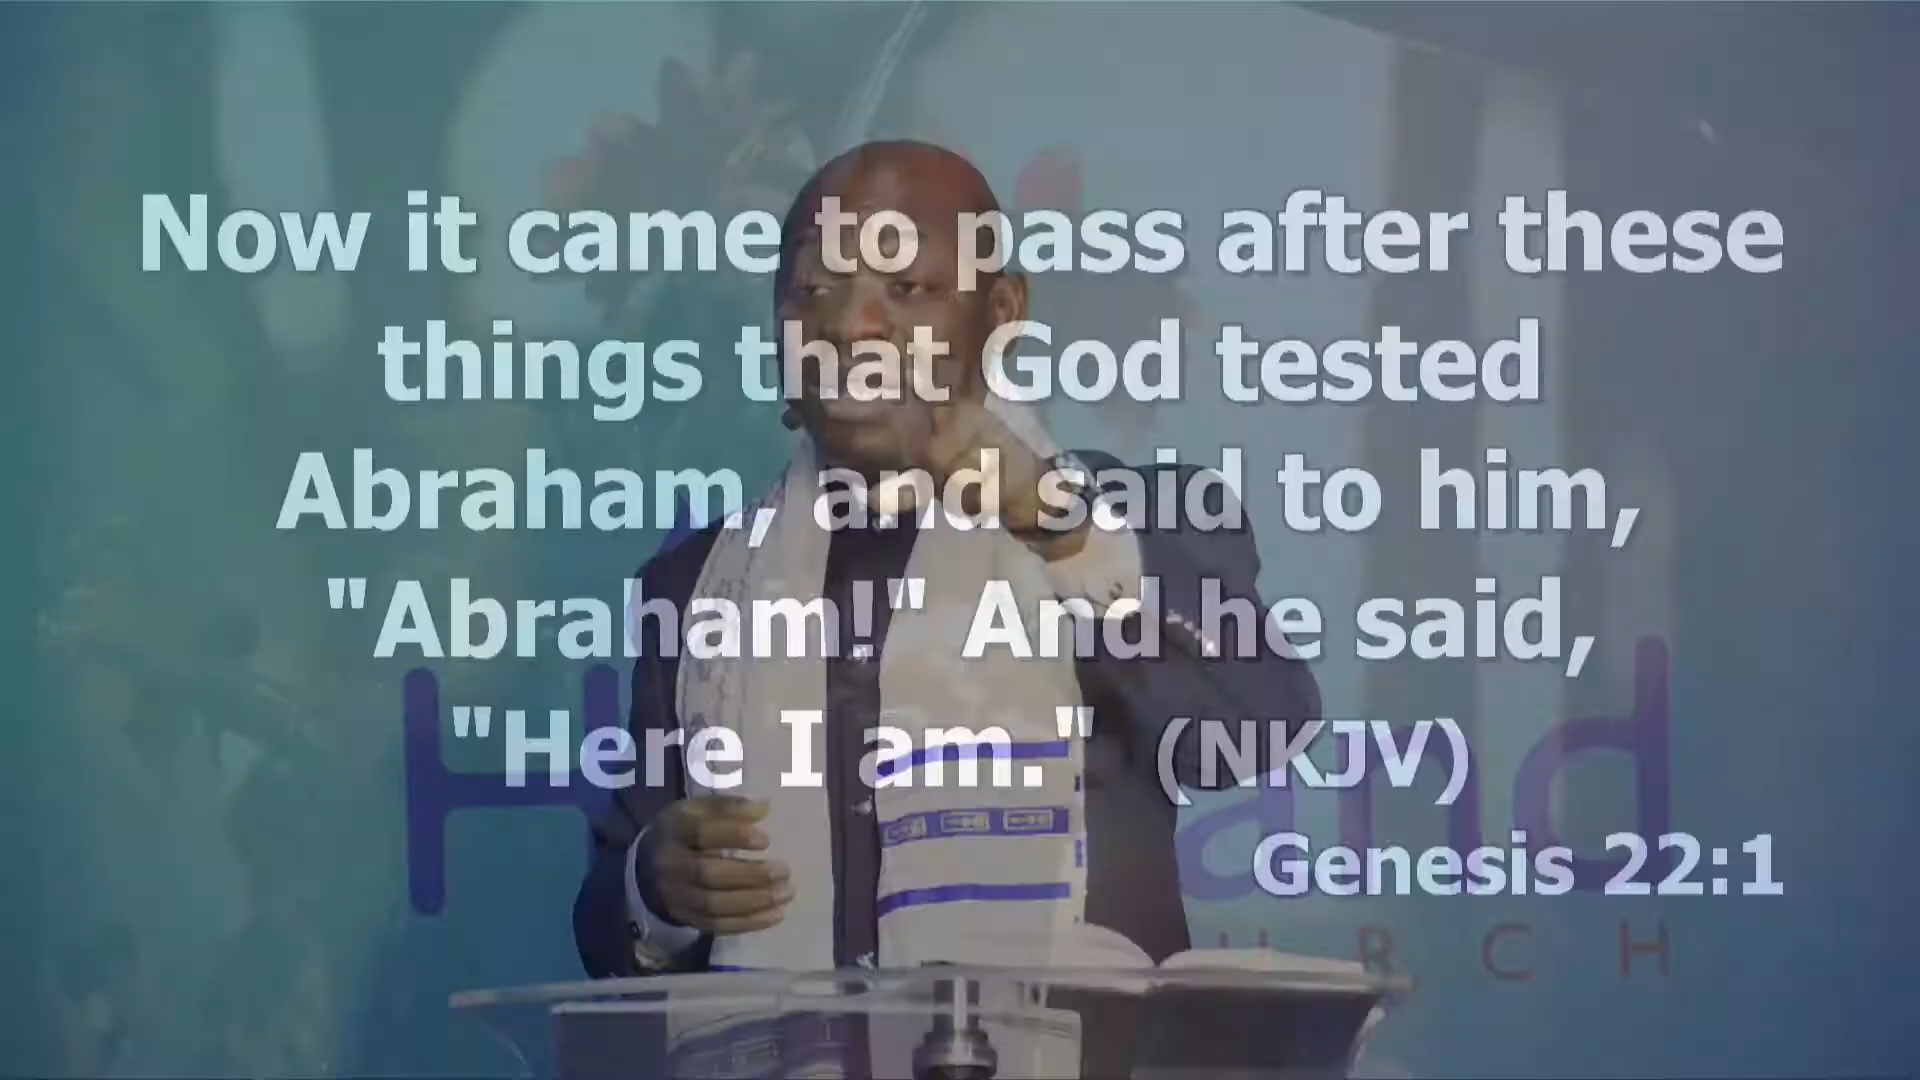 Now it came to pass after these
things that God tested
Abraham, and said to him,
"Abraham!" And he said,
"Here I am." (NKJV)
Genesis 22:1